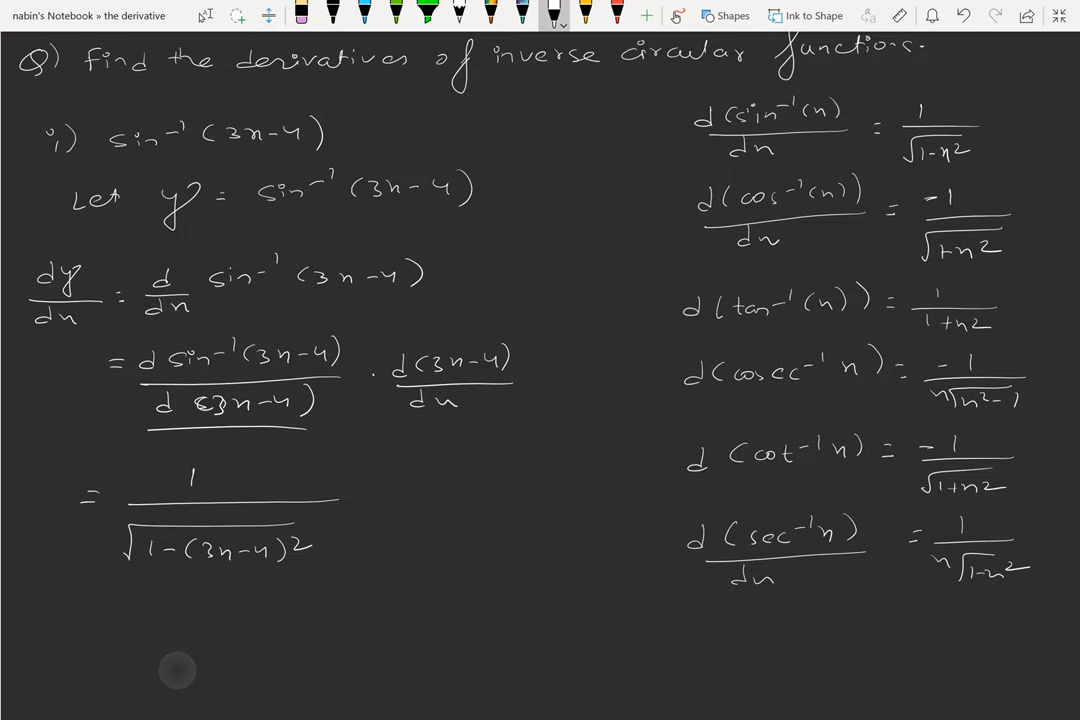 nabin's Notebook » the derivative
Shapes
Ink to Shape
Q) find the derivatives of inverse circular functions.
i) sin⁻¹ (3x-4)
Let y = sin⁻¹ (3x-4)
dy/dx = d/dx sin⁻¹ (3x-4)
= d sin⁻¹(3x-4)/d(3x-4) . d(3x-4)/dx
= 1/√(1-(3x-4)²)
d(sin⁻¹(x))/dx = 1/√(1-x²)
d(cos⁻¹(x))/dx = -1/√(1+x²)
d(tan⁻¹(x)) = 1/(1+x²)
d(cosec⁻¹ x) = -1/(x√(x²-1))
d (cot⁻¹x) = -1/√(1+x²)
d (sec⁻¹x)/dx = 1/(x√(1-x²))